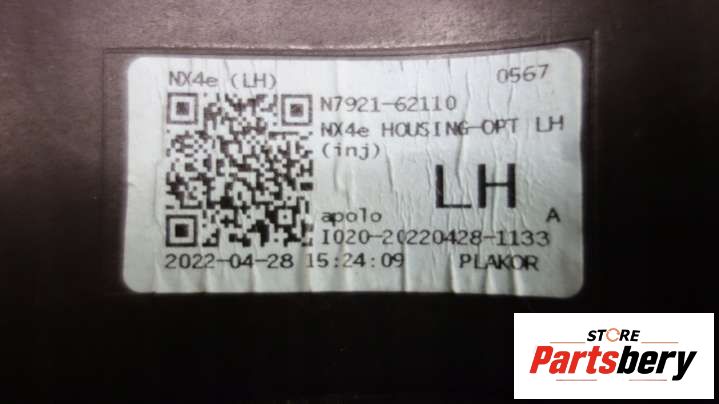 NX4e (LH)
0567
N7921-62110
NX4e HOUSING-OPT LH
(inj)
LH
apolo
A
I020-20220428-1133
2022-04-28 15:24:09
PLAKOR
STORE
Partsbery